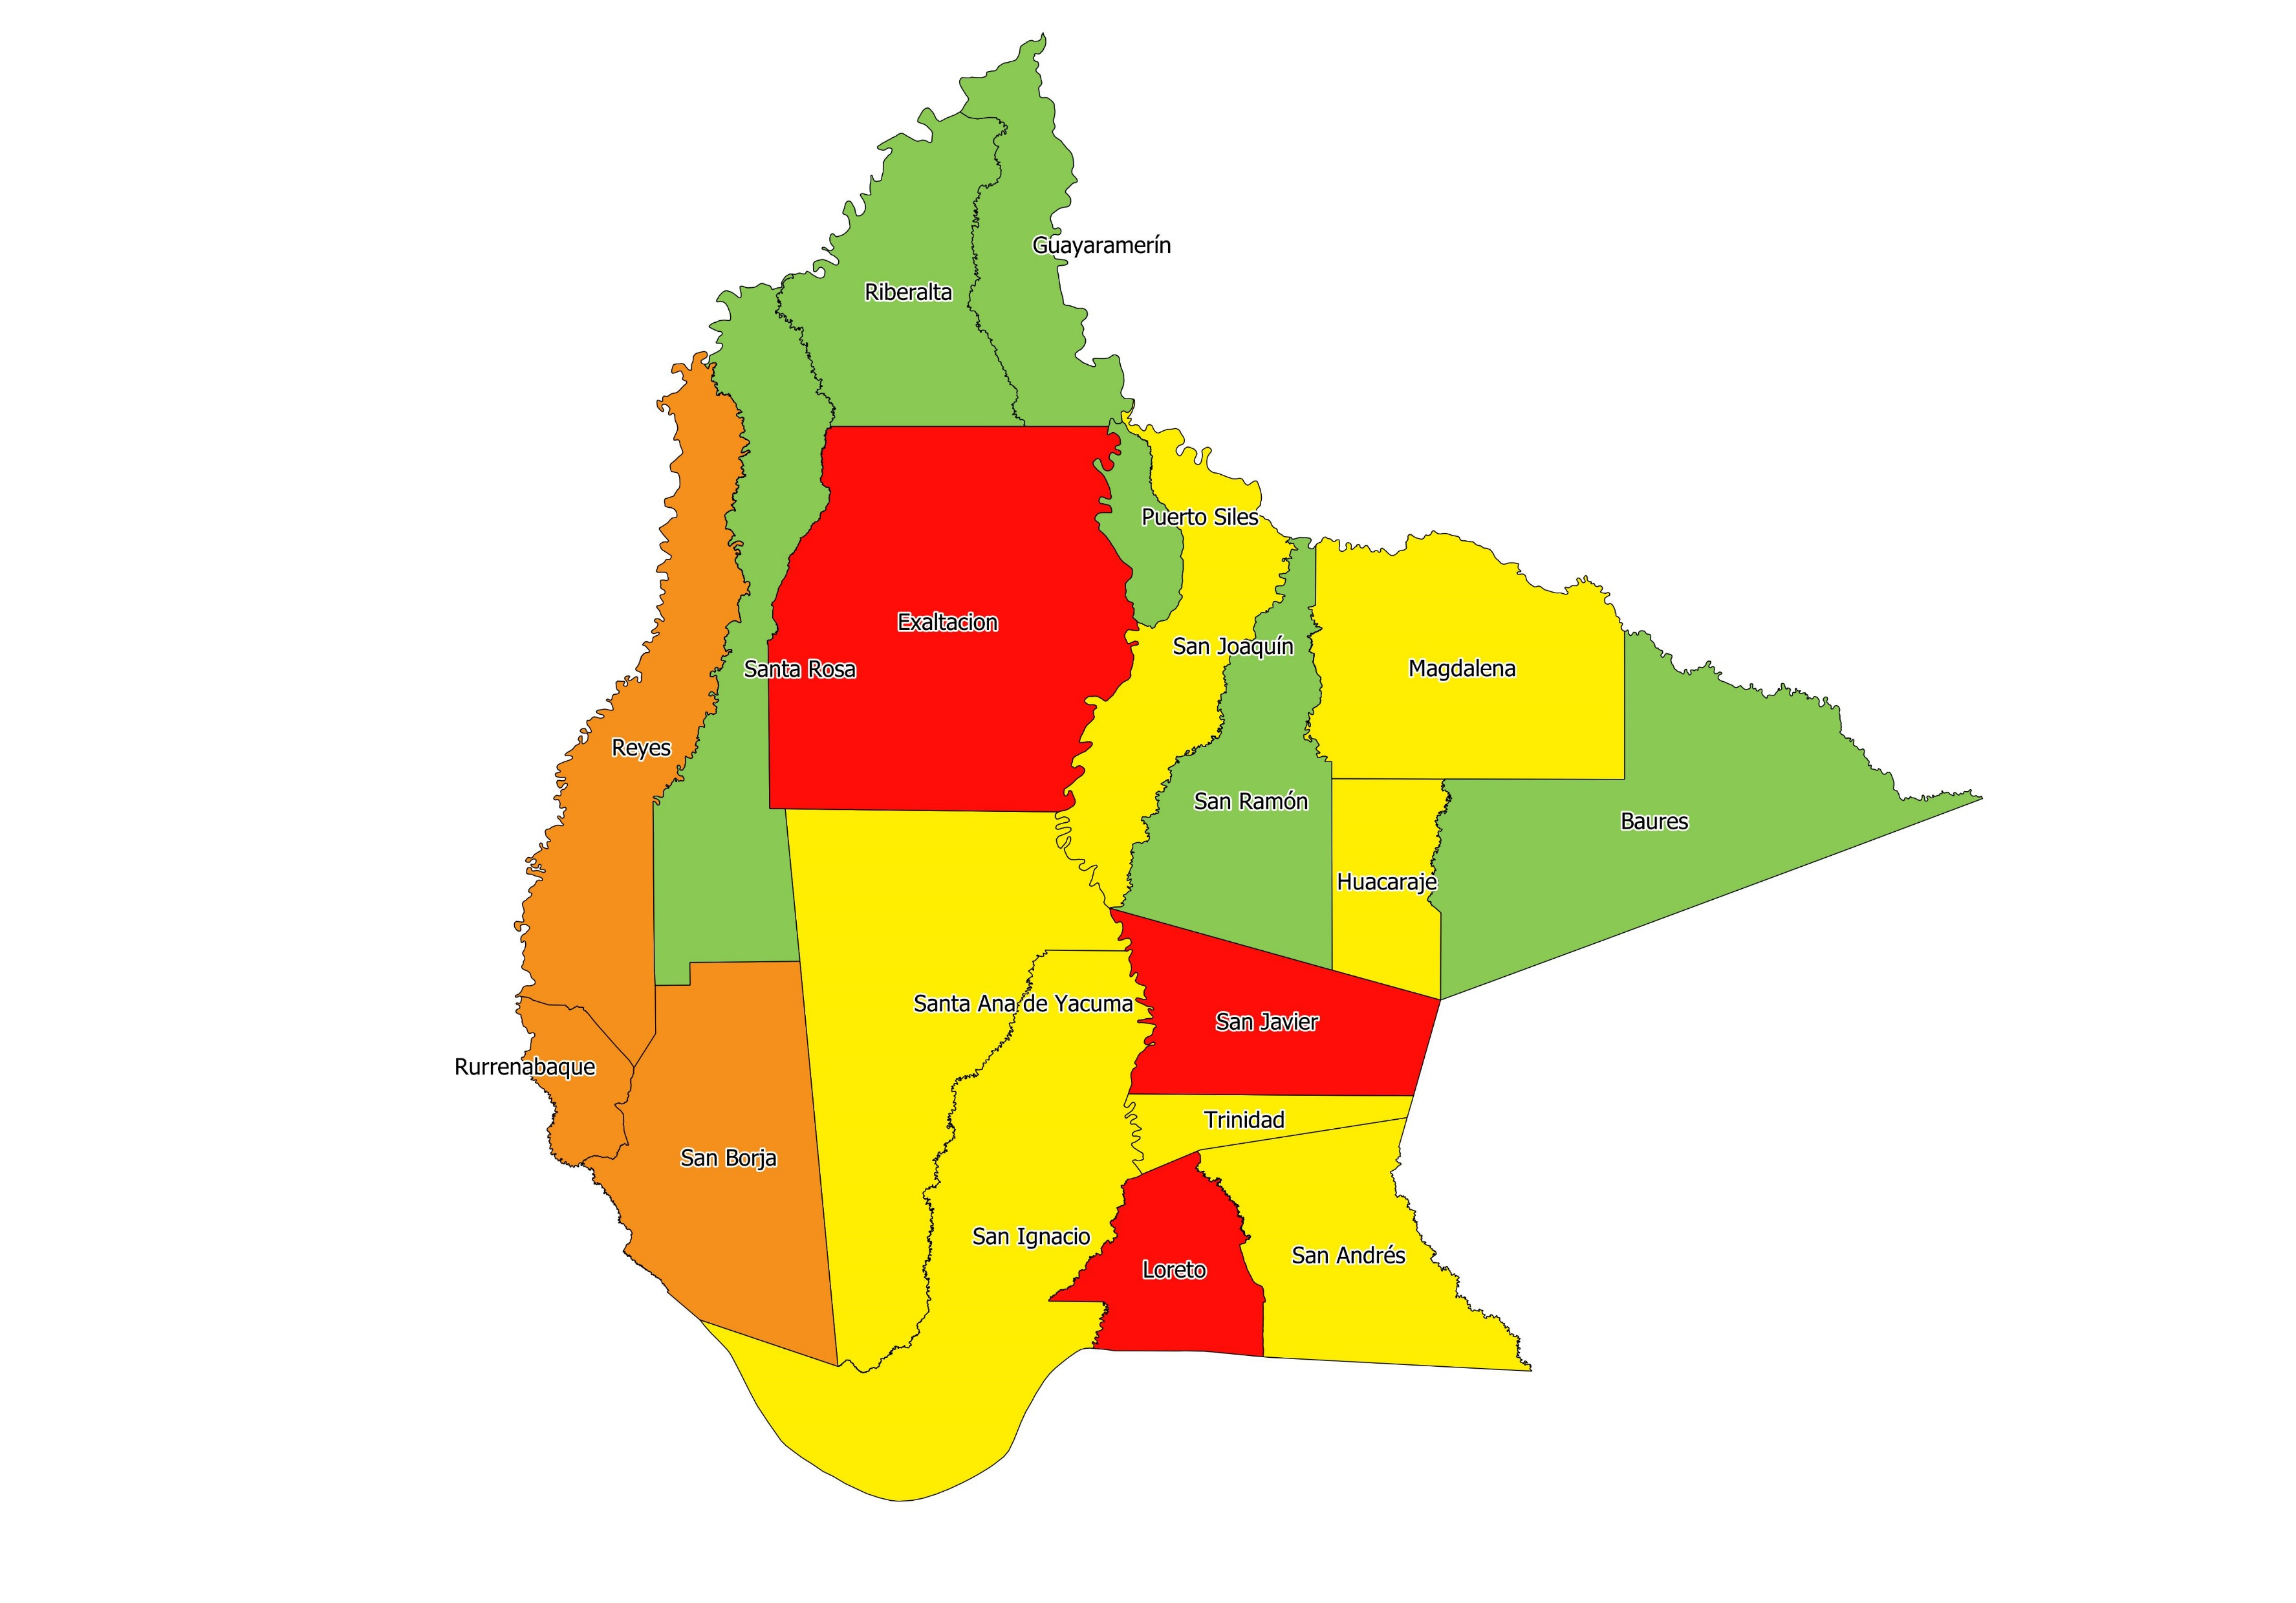 Guayaramerín
Riberalta
Puerto Siles
Exaltacion
San Joaquín
Santa Rosa
Magdalena
Reyes
San Ramón
Baures
Huacaraje
Santa Ana de Yacuma
San Javier
Rurrenabaque
Trinidad
San Borja
San Ignacio
San Andrés
Loreto